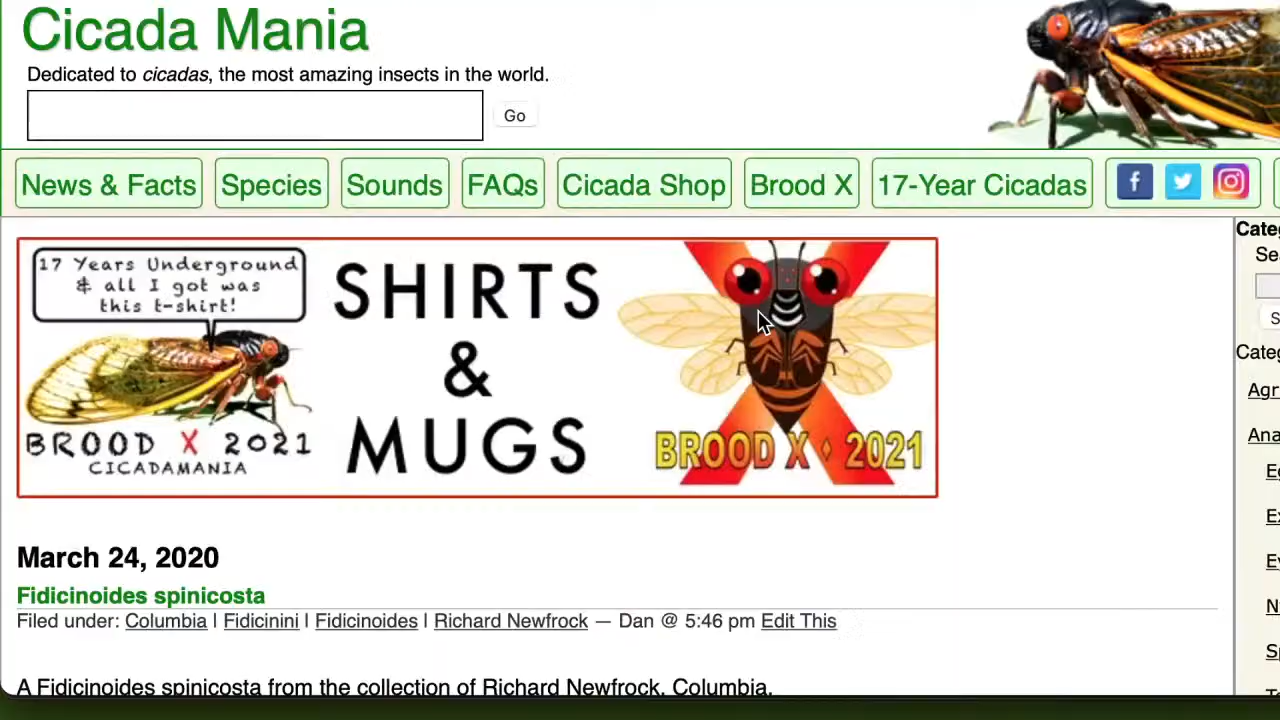 Cicada Mania
Dedicated to cicadas, the most amazing insects in the world.
Go
News & Facts Species Sounds FAQs Cicada Shop Brood X 17-Year Cicadas
17 Years Underground
& all I got was
this t-shirt!
BROOD X 2021
CICADAMANIA
SHIRTS
&
MUGS
BROOD X 2021
March 24, 2020
Fidicinoides spinicosta
Filed under: Columbia | Fidicinini | Fidicinoides | Richard Newfrock — Dan @ 5:46 pm Edit This
A Fidicinoides spinicosta from the collection of Richard Newfrock, Columbia.